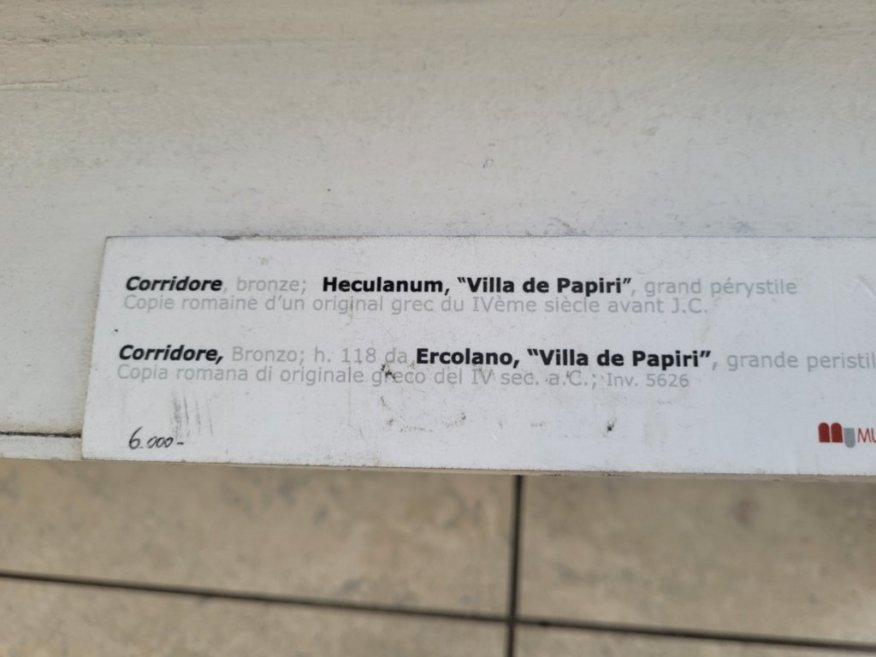 Corridore, bronze; Heculanum, “Villa de Papiri”, grand pérystile
Copie romaine d’un original grec du IVème siècle avant J.C.
Corridore, Bronzo; h. 118 da Ercolano, “Villa de Papiri”, grande peristil
Copia romana di originale greco del IV sec. a.C.; Inv. 5626
6.000-
MU